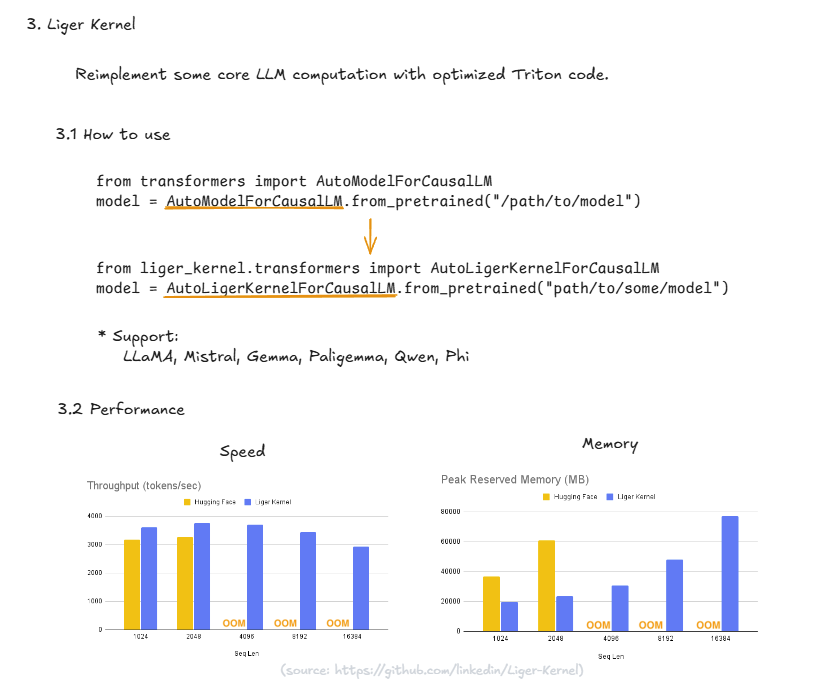 3. Liger Kernel
Reimplement some core LLM computation with optimized Triton code.
3.1 How to use
from transformers import AutoModelForCausalLM
model = AutoModelForCausalLM.from_pretrained("/path/to/model")
from liger_kernel.transformers import AutoLigerKernelForCausalLM
model = AutoLigerKernelForCausalLM.from_pretrained("path/to/some/model")
* Support:
LLaMA, Mistral, Gemma, Paligemma, Qwen, Phi
3.2 Performance
Speed
Throughput (tokens/sec)
Hugging Face Liger Kernel
4000
3000
2000
1000
0
OOM OOM OOM
1024 2048 4096 8192 16384
Seq Len
Memory
Peak Reserved Memory (MB)
Hugging Face Liger Kernel
80000
60000
40000
20000
0
OOM OOM OOM
1024 2048 4096 8192 16384
Seq Len
(source: https://github.com/linkedin/Liger-Kernel)